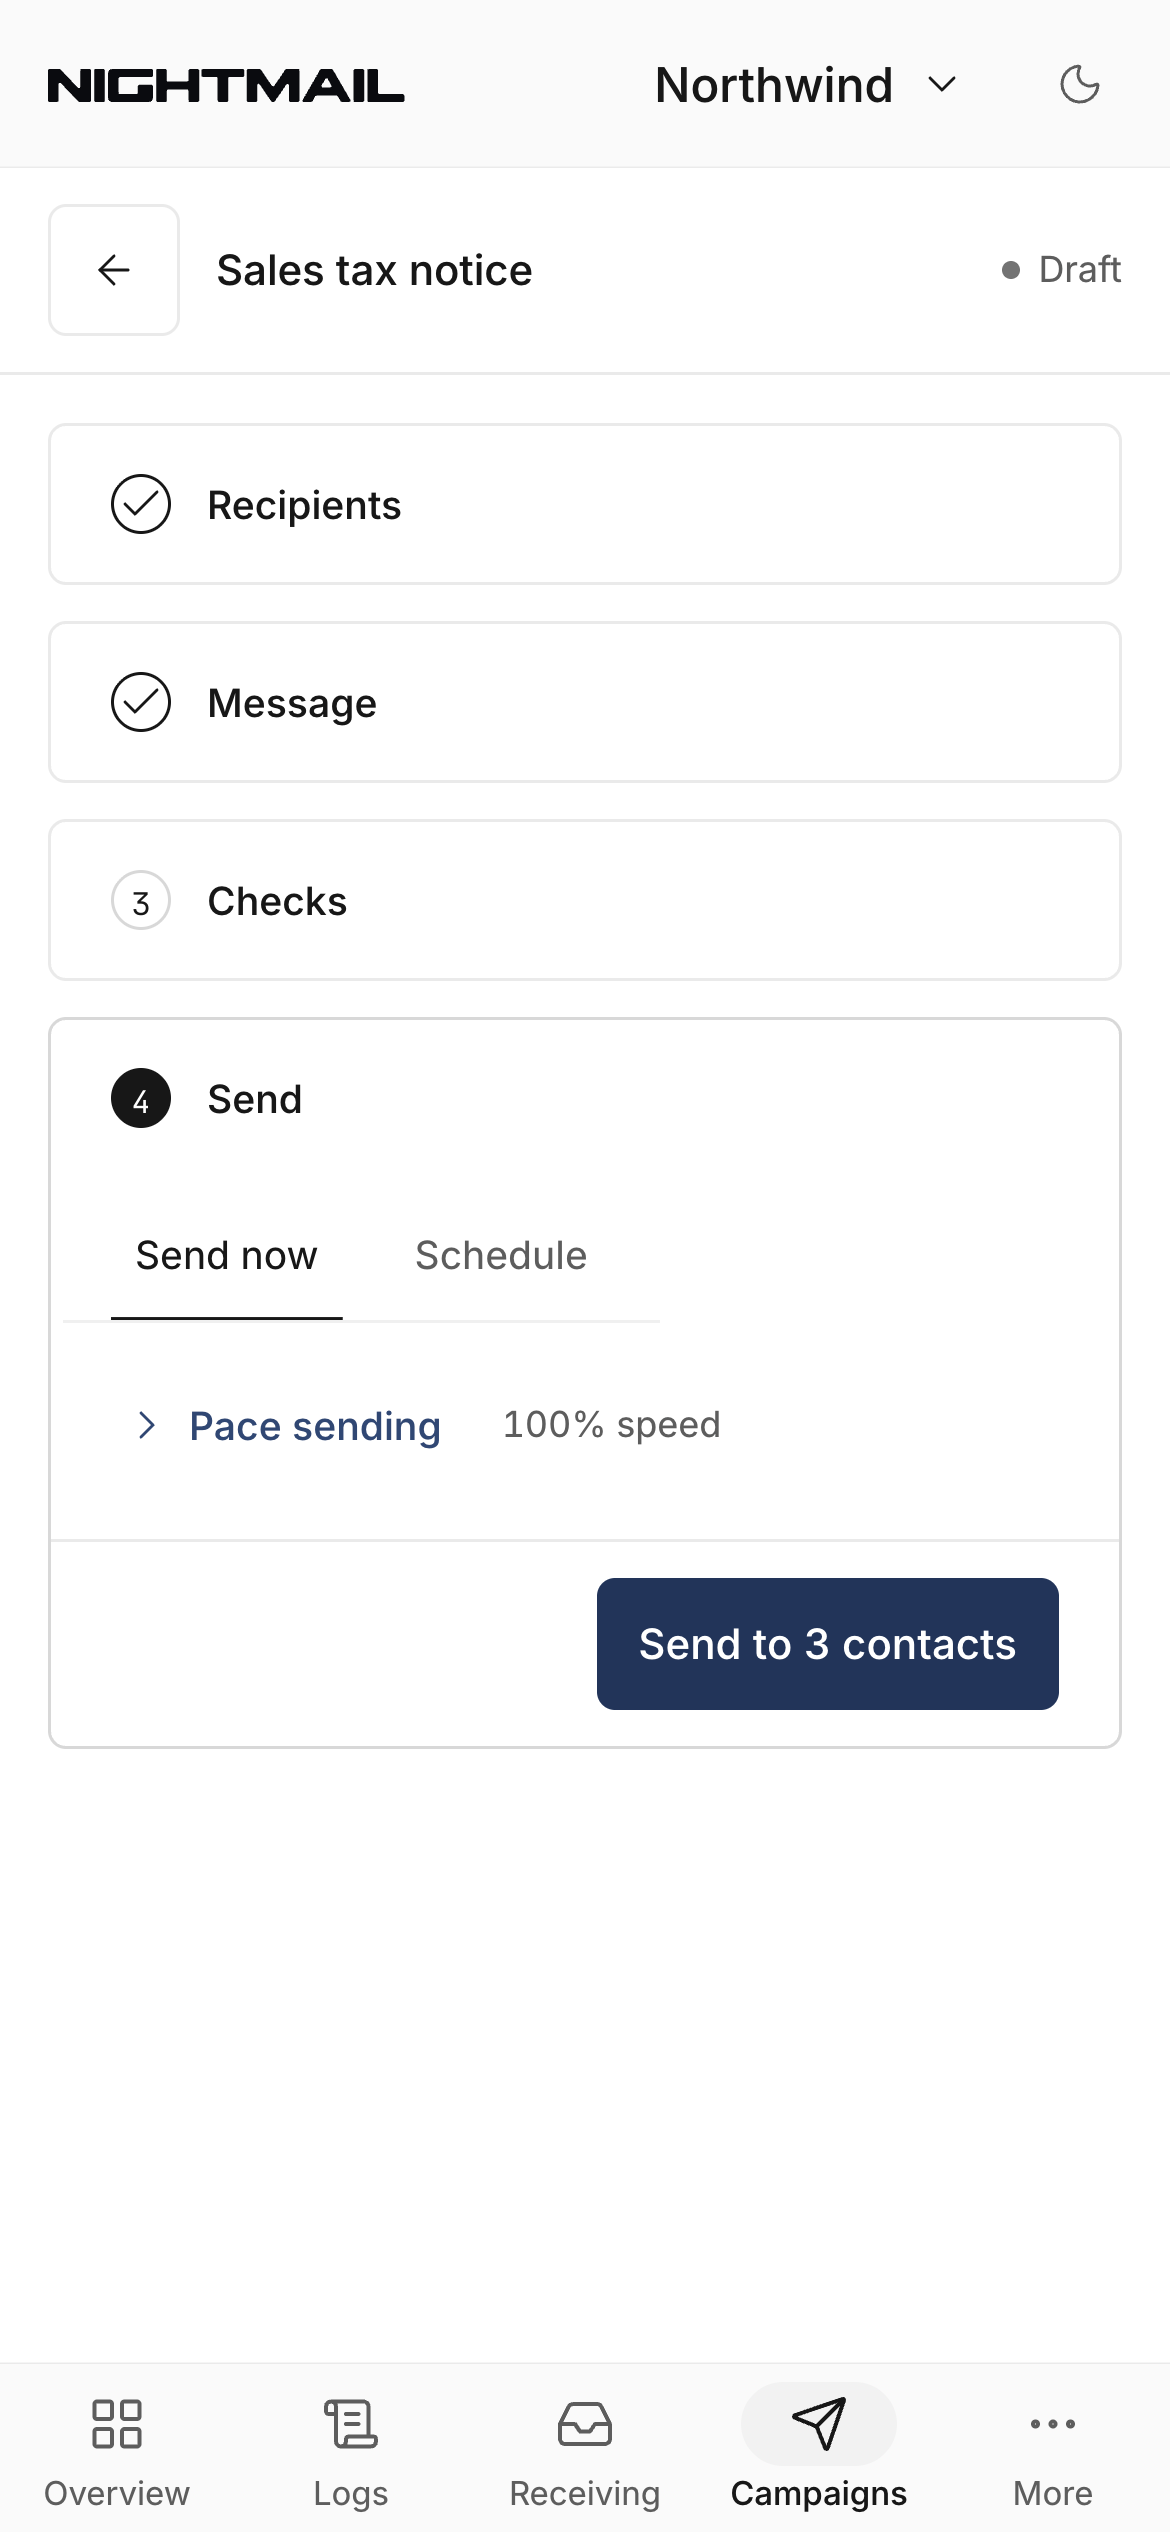 NIGHTMAIL
Northwind
Sales tax notice
Draft
Recipients
Message
3 Checks
4 Send
Send now Schedule
Pace sending 100% speed
Send to 3 contacts
Overview Logs Receiving Campaigns More